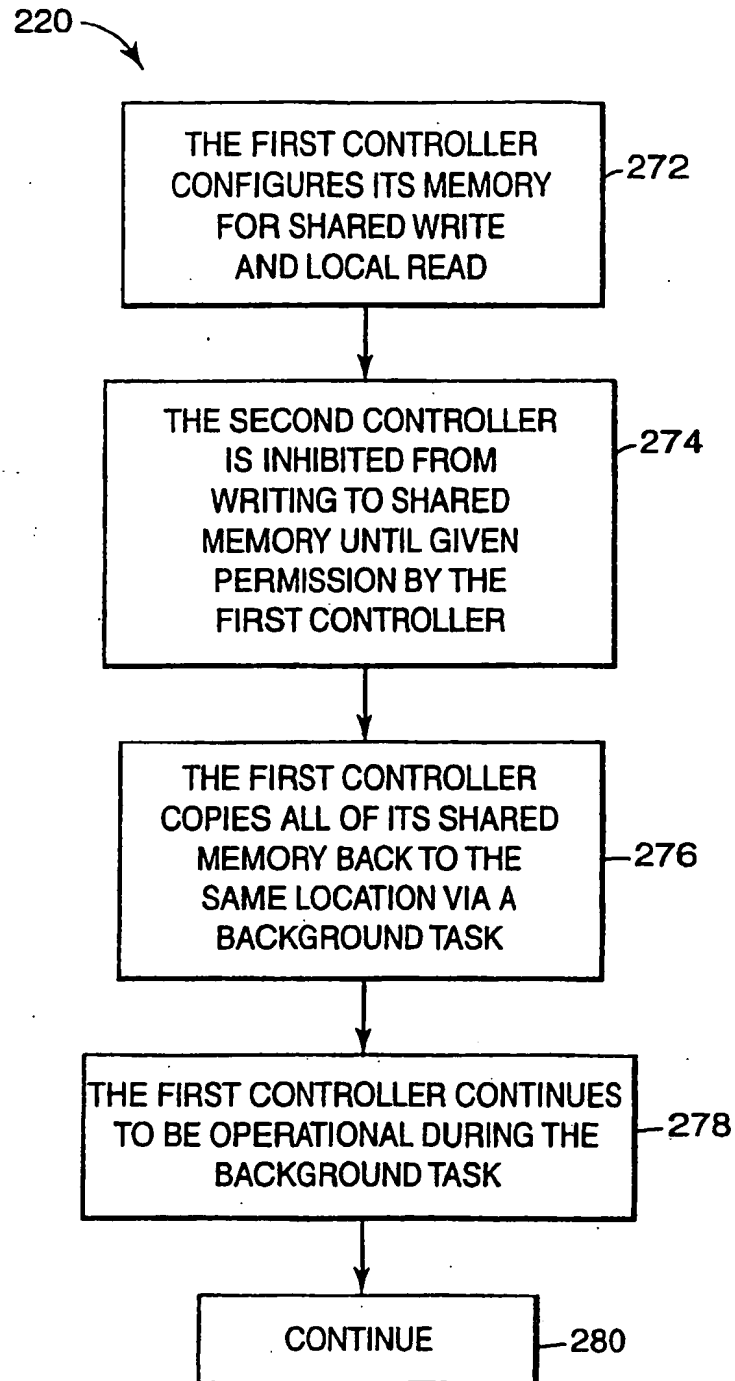 220
THE FIRST CONTROLLER
CONFIGURES ITS MEMORY
FOR SHARED WRITE
AND LOCAL READ
272
THE SECOND CONTROLLER
IS INHIBITED FROM
WRITING TO SHARED
MEMORY UNTIL GIVEN
PERMISSION BY THE
FIRST CONTROLLER
274
THE FIRST CONTROLLER
COPIES ALL OF ITS SHARED
MEMORY BACK TO THE
SAME LOCATION VIA A
BACKGROUND TASK
276
THE FIRST CONTROLLER CONTINUES
TO BE OPERATIONAL DURING THE
BACKGROUND TASK
278
CONTINUE
280